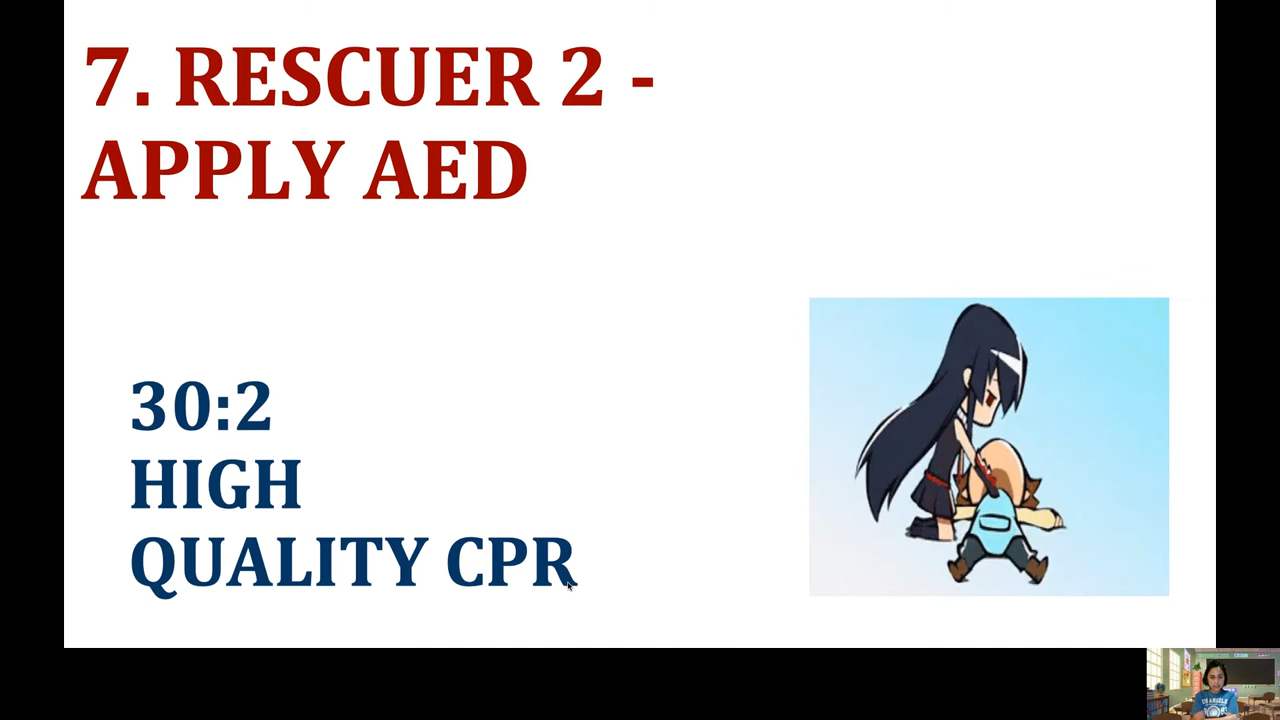 7. RESCUER 2 -
APPLY AED
30:2
HIGH
QUALITY CPR